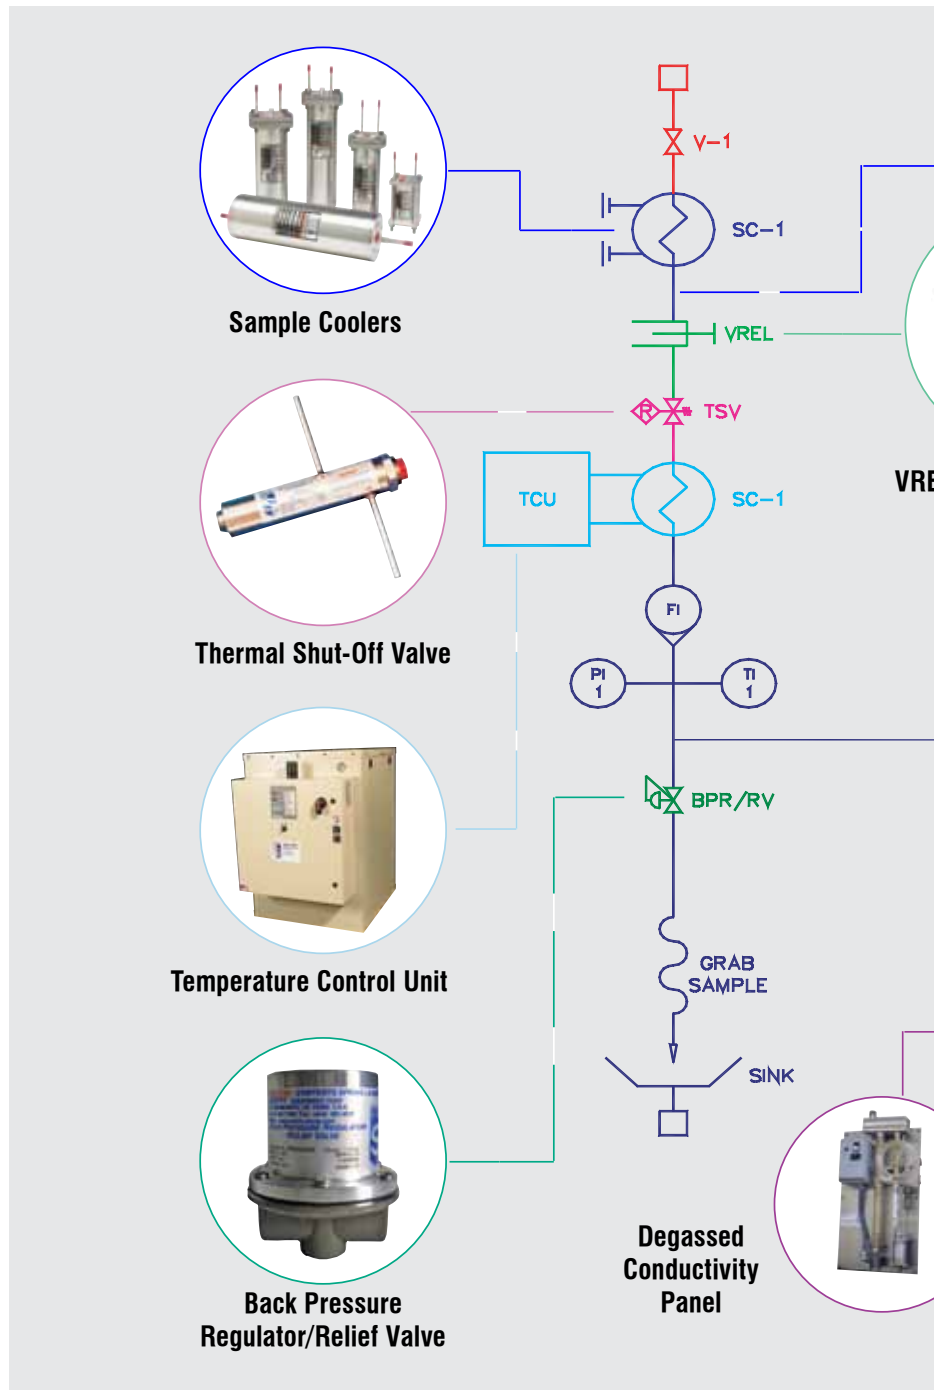 V-1
SC-1
Sample Coolers
VREL
R
TSV
VRE
TCU
SC-1
FI
Thermal Shut-Off Valve
PI
1
TI
1
BPR/RV
GRAB
SAMPLE
Temperature Control Unit
SINK
Degassed
Conductivity
Panel
Back Pressure
Regulator/Relief Valve